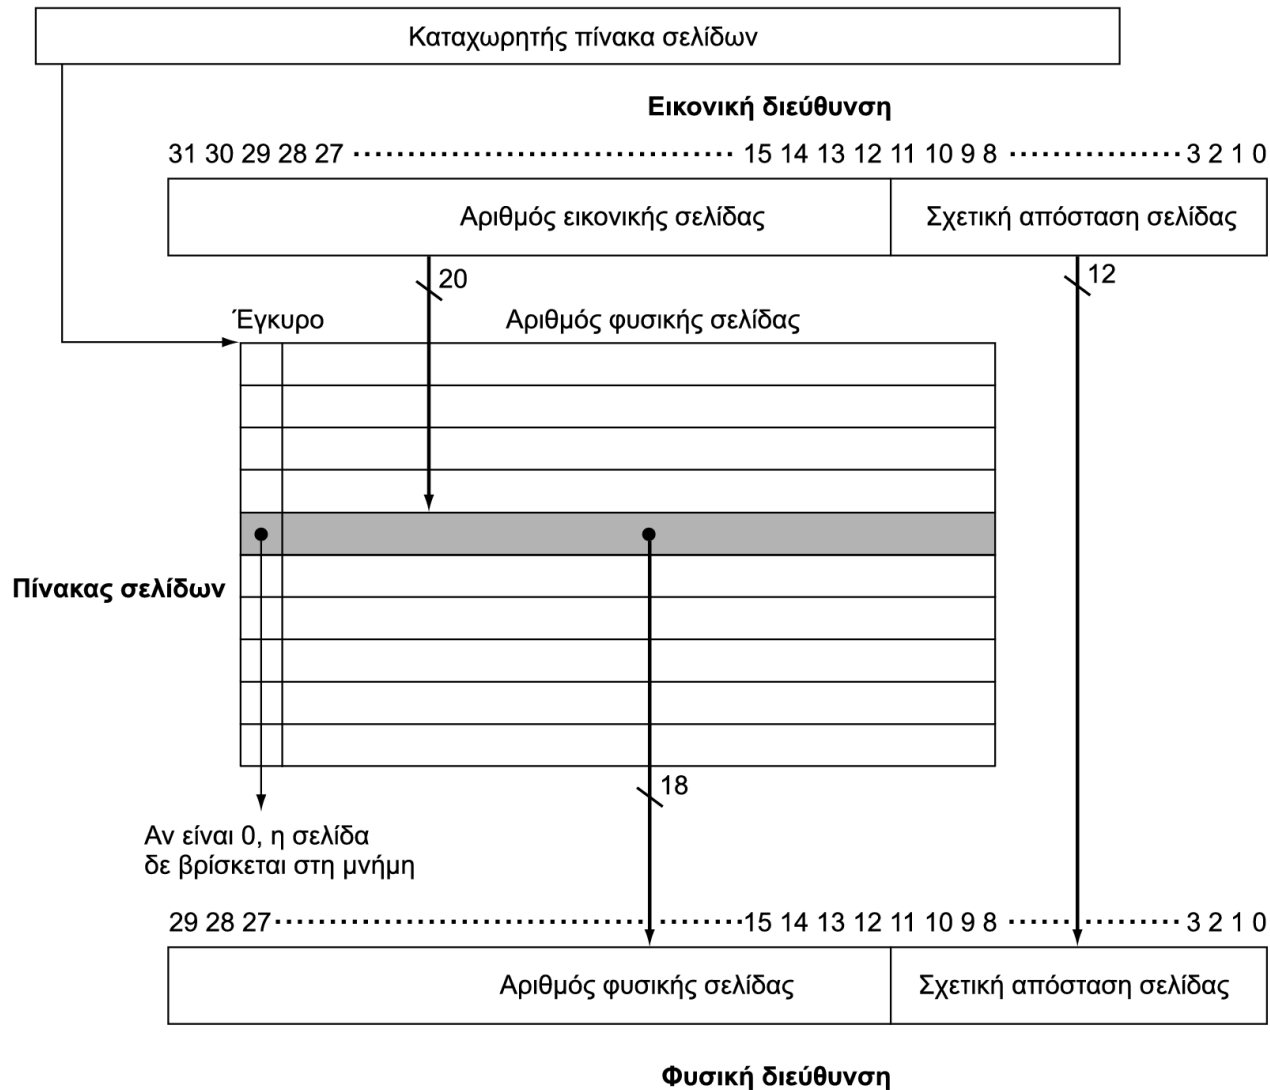 Καταχωρητής πίνακα σελίδων
Εικονική διεύθυνση
31 30 29 28 27 ································ 15 14 13 12 11 10 9 8 ··············· 3 2 1 0
Αριθμός εικονικής σελίδας
Σχετική απόσταση σελίδας
20
12
Έγκυρο
Αριθμός φυσικής σελίδας
Πίνακας σελίδων
18
Αν είναι 0, η σελίδα
δε βρίσκεται στη μνήμη
29 28 27 ········································ 15 14 13 12 11 10 9 8 ··············· 3 2 1 0
Αριθμός φυσικής σελίδας
Σχετική απόσταση σελίδας
Φυσική διεύθυνση